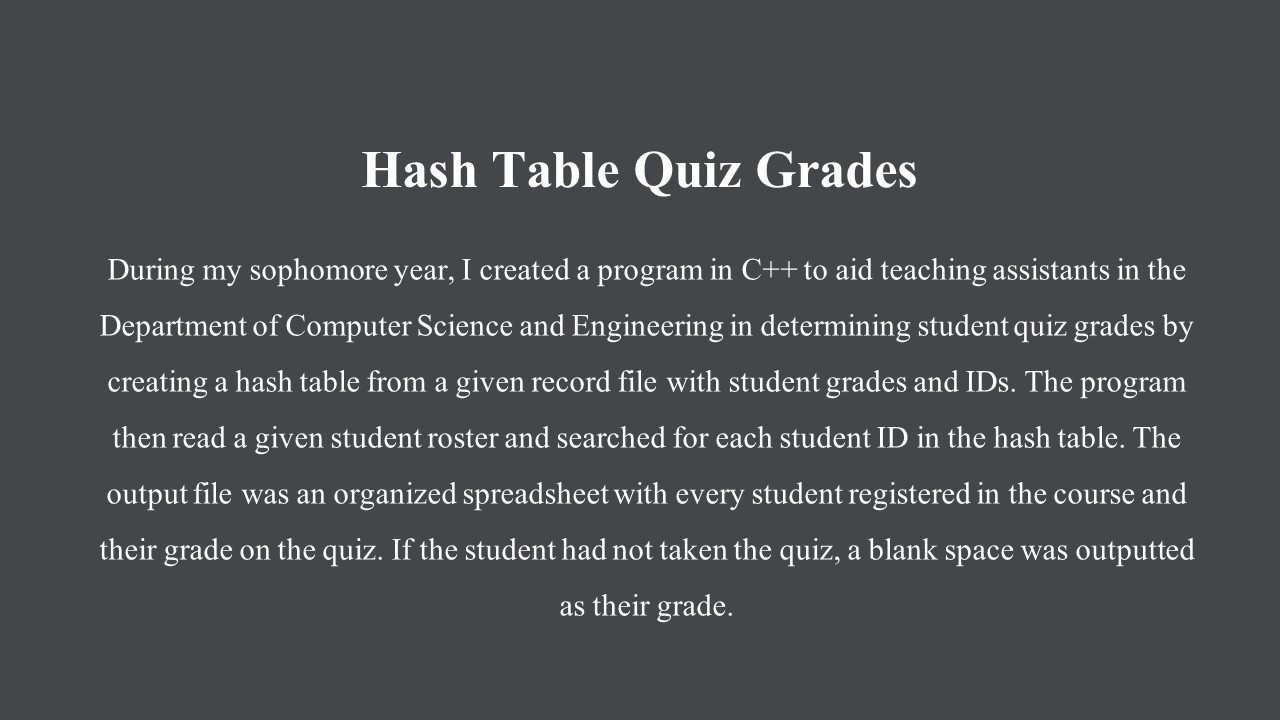 Hash Table Quiz Grades
During my sophomore year, I created a program in C++ to aid teaching assistants in the
Department of Computer Science and Engineering in determining student quiz grades by
creating a hash table from a given record file with student grades and IDs. The program
then read a given student roster and searched for each student ID in the hash table. The
output file was an organized spreadsheet with every student registered in the course and
their grade on the quiz. If the student had not taken the quiz, a blank space was outputted
as their grade.